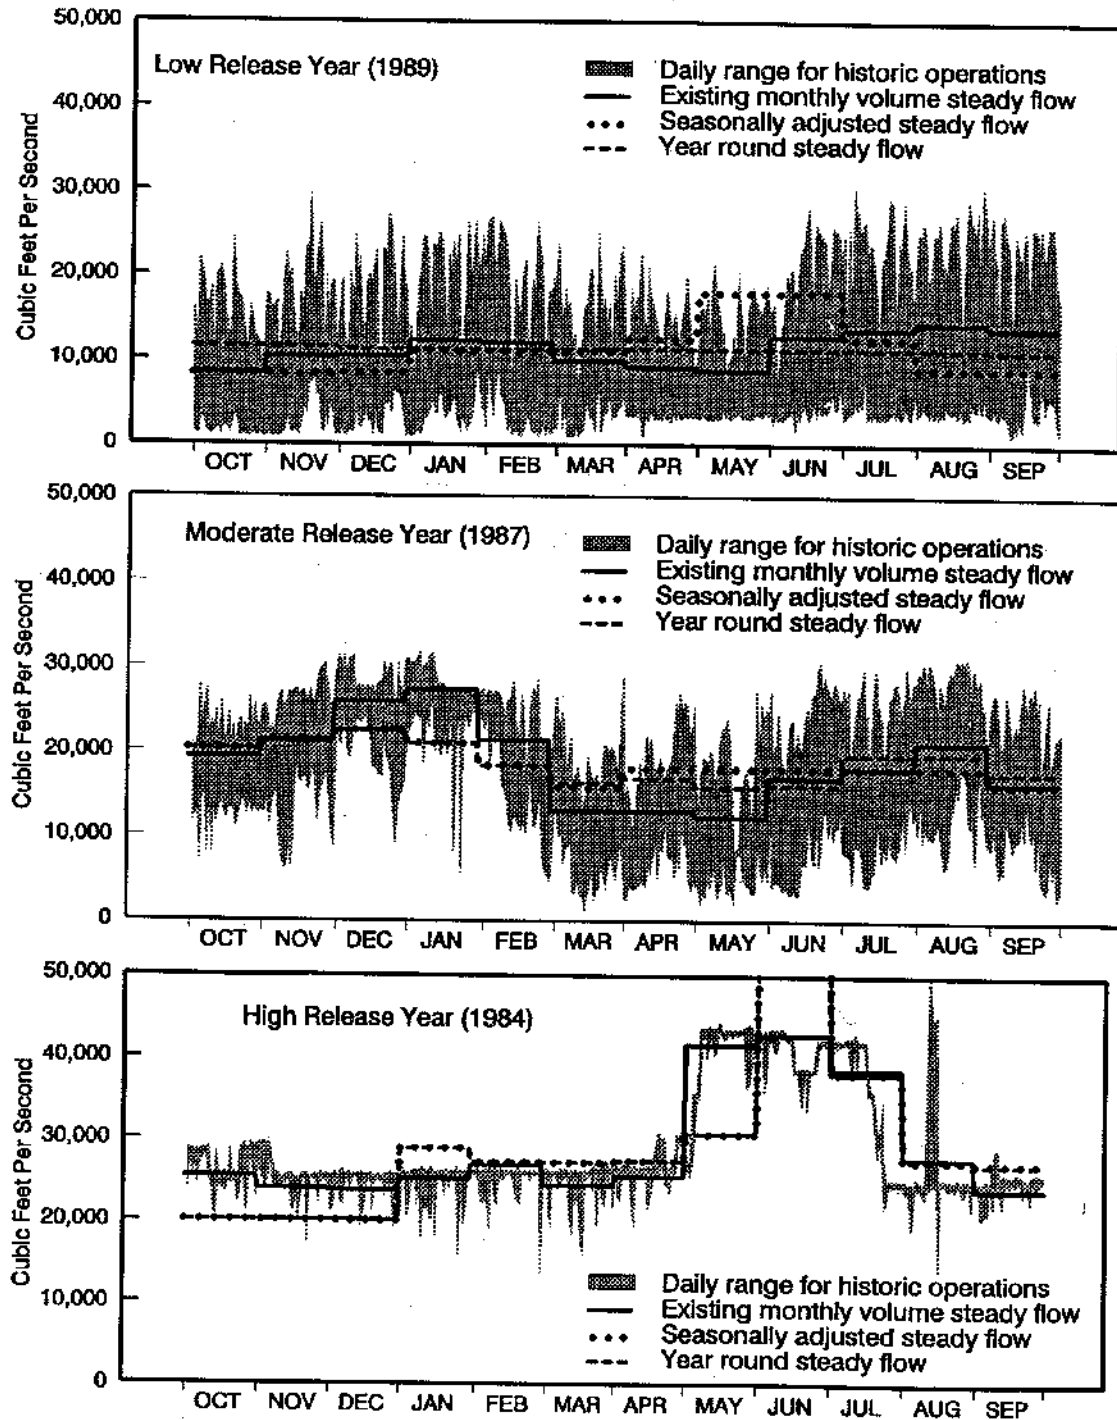 50,000
Low Release Year (1989)
Daily range for historic operations
40,000
Existing monthly volume steady flow
Seasonally adjusted steady flow
Year round steady flow
30,000
Cubic Feet Per Second
20,000
10,000
0
OCT NOV DEC JAN FEB MAR APR MAY JUN JUL AUG SEP
50,000
Moderate Release Year (1987)
Daily range for historic operations
Existing monthly volume steady flow
40,000
Seasonally adjusted steady flow
Year round steady flow
30,000
Cubic Feet Per Second
20,000
10,000
0
OCT NOV DEC JAN FEB MAR APR MAY JUN JUL AUG SEP
50,000
High Release Year (1984)
40,000
30,000
Cubic Feet Per Second
20,000
Daily range for historic operations
10,000
Existing monthly volume steady flow
Seasonally adjusted steady flow
Year round steady flow
0
OCT NOV DEC JAN FEB MAR APR MAY JUN JUL AUG SEP